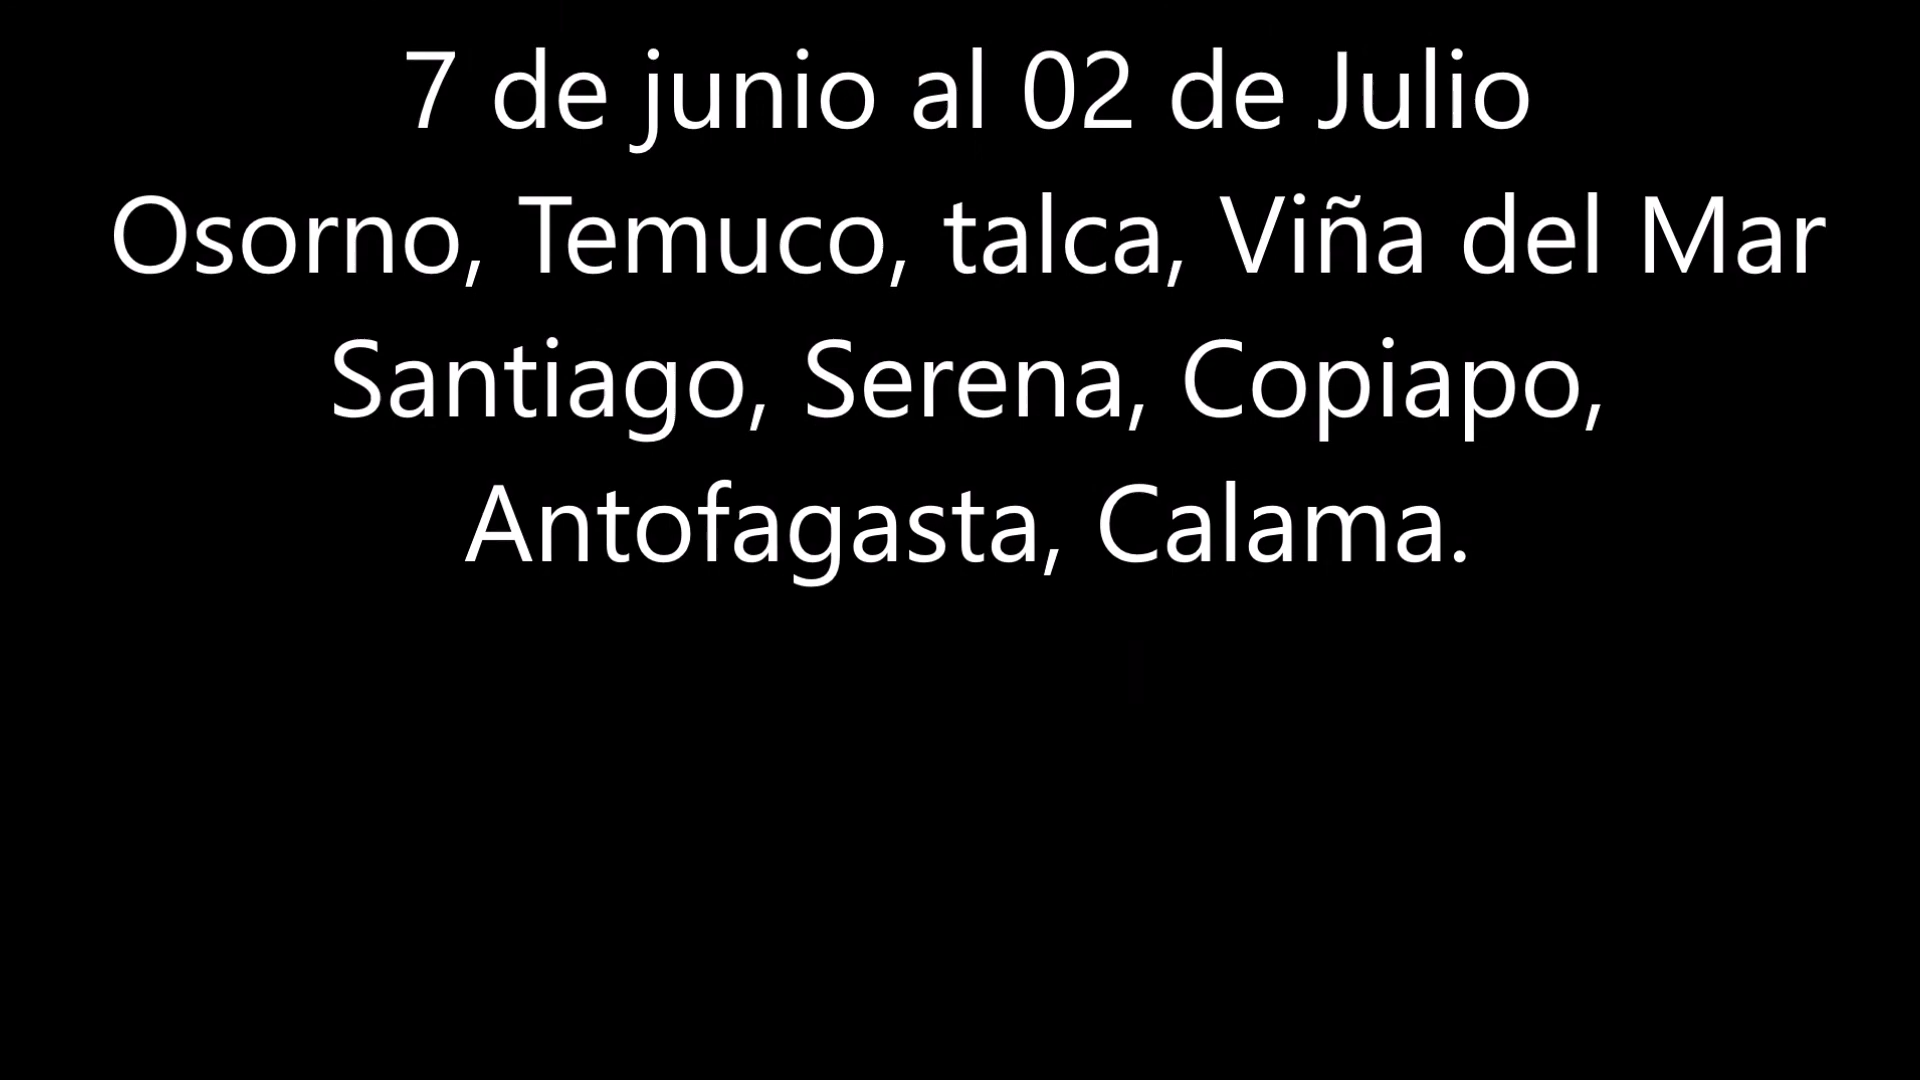 7 de junio al 02 de Julio
Osorno, Temuco, talca, Viña del Mar
Santiago, Serena, Copiapo,
Antofagasta, Calama.